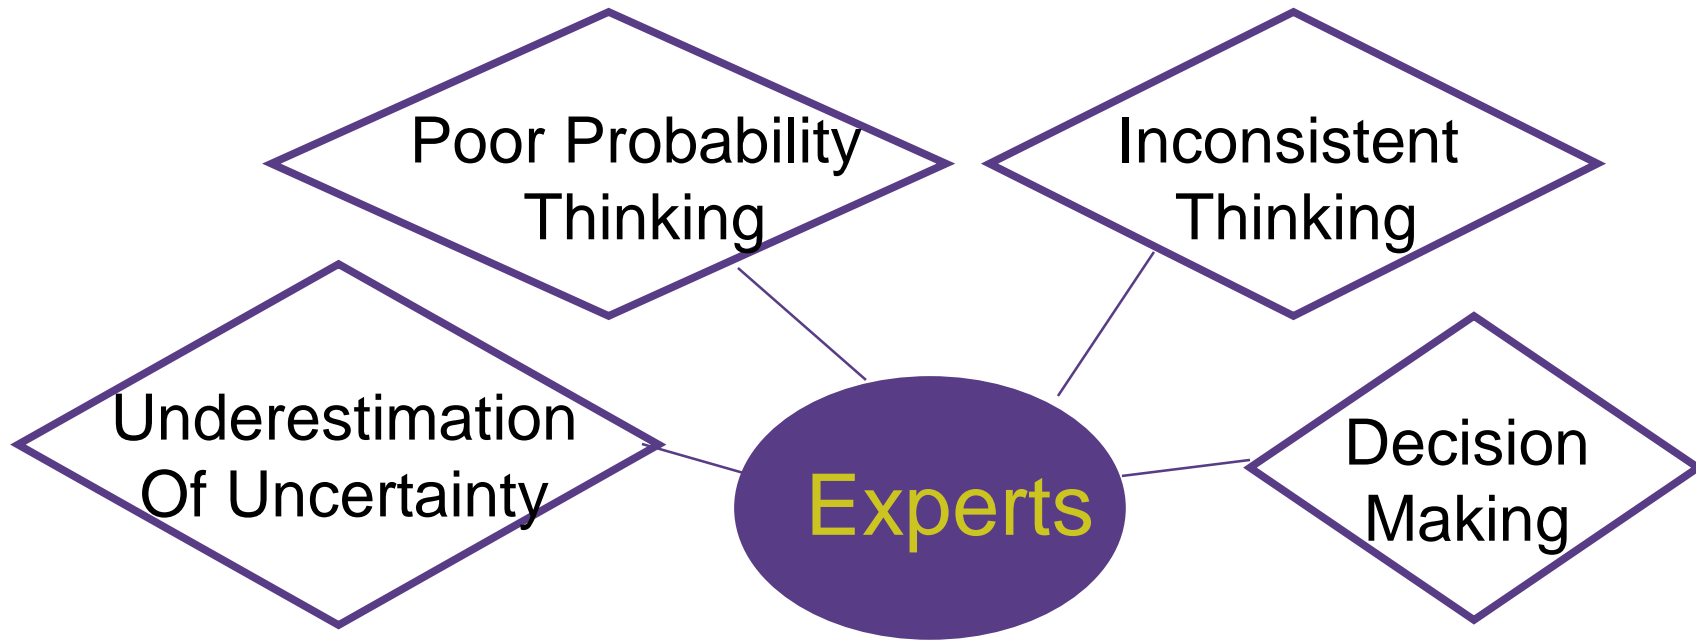 Poor Probability
Thinking
Inconsistent
Thinking
Underestimation
Of Uncertainty
Decision
Making
Experts